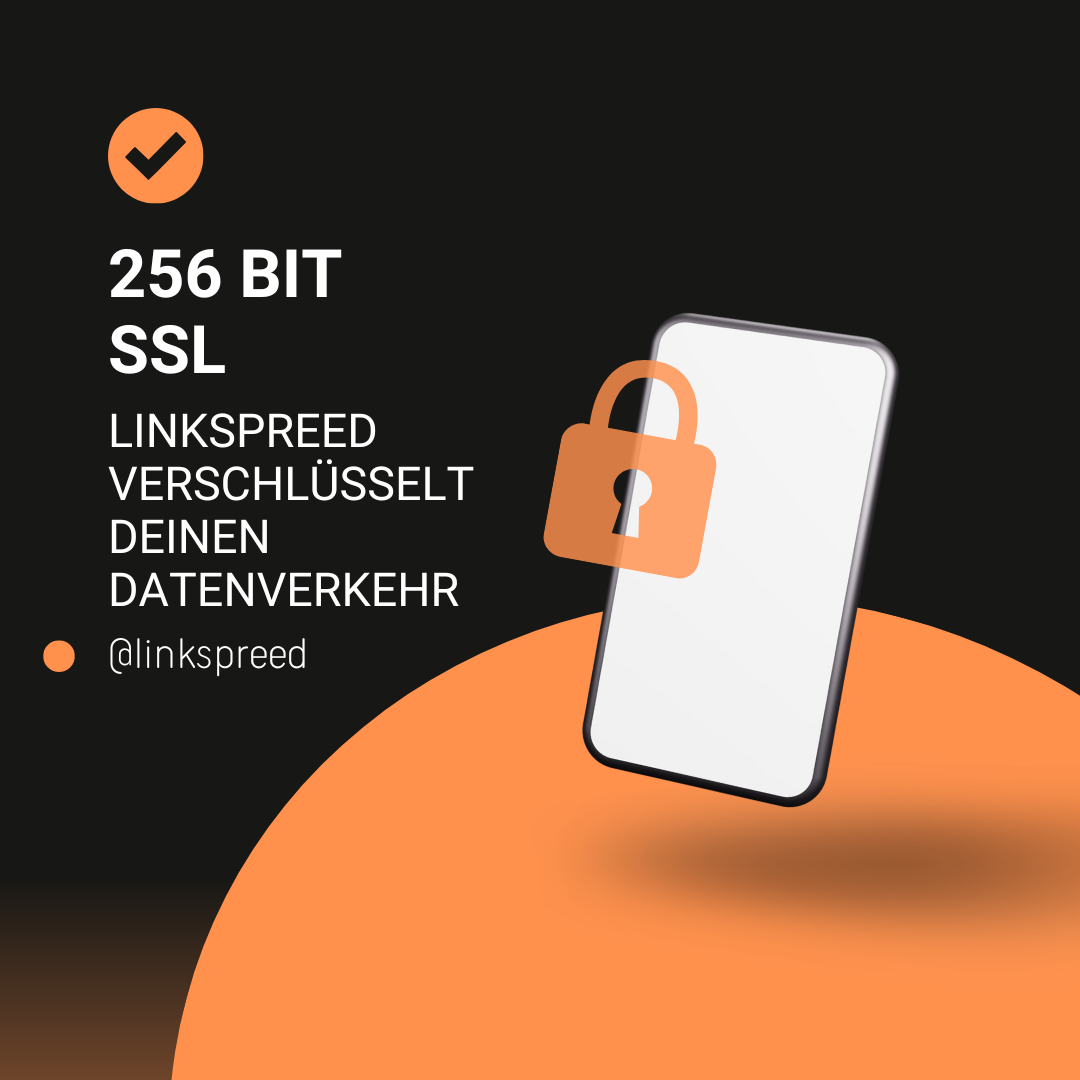 256 BIT
SSL
LINKSPREED
VERSCHLÜSSELT
DEINEN
DATENVERKEHR
@linkspreed